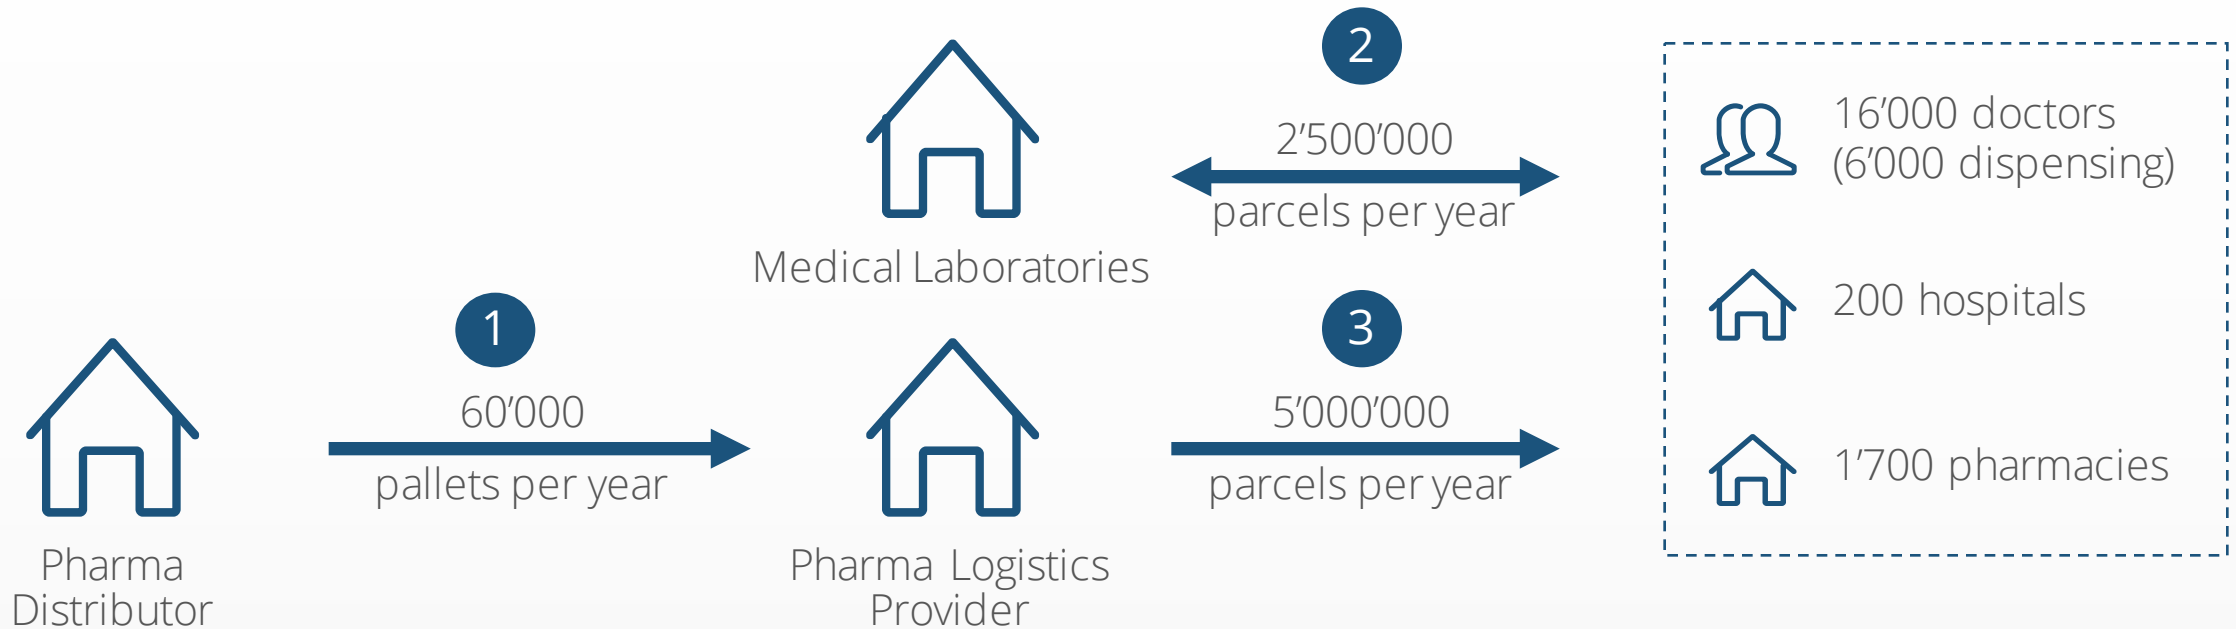 2
2’500’000
parcels per year
Medical Laboratories
1
60’000
pallets per year
Pharma
Distributor
3
5’000’000
parcels per year
Pharma Logistics
Provider
16’000 doctors
(6’000 dispensing)
200 hospitals
1’700 pharmacies